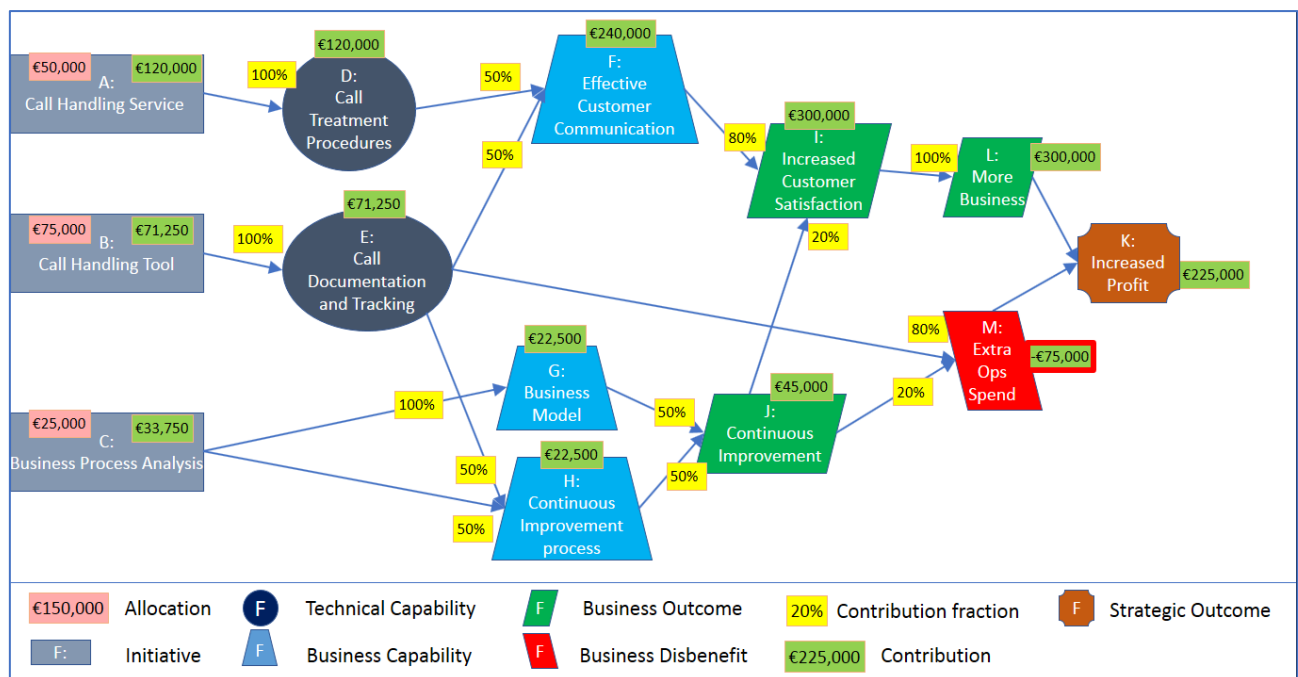 €50,000
€120,000
A:
Call Handling Service
100%
€120,000
D:
Call
Treatment
Procedures
50%
€240,000
F:
Effective
Customer
Communication
50%
80%
€300,000
I:
Increased
Customer
Satisfaction
100%
L:
More
Business
€300,000
€75,000
€71,250
B:
Call Handling Tool
100%
€71,250
E:
Call
Documentation
and Tracking
20%
K:
Increased
Profit
€225,000
80%
M:
Extra
Ops
Spend
-€75,000
€22,500
G:
Business
Model
50%
€45,000
J:
Continuous
Improvement
20%
€25,000
€33,750
C:
Business Process Analysis
100%
50%
50%
€22,500
H:
Continuous
Improvement
process
50%
€150,000 Allocation
F Technical Capability
F Business Outcome
20% Contribution fraction
F Strategic Outcome
F: Initiative
F Business Capability
F Business Disbenefit
€225,000 Contribution